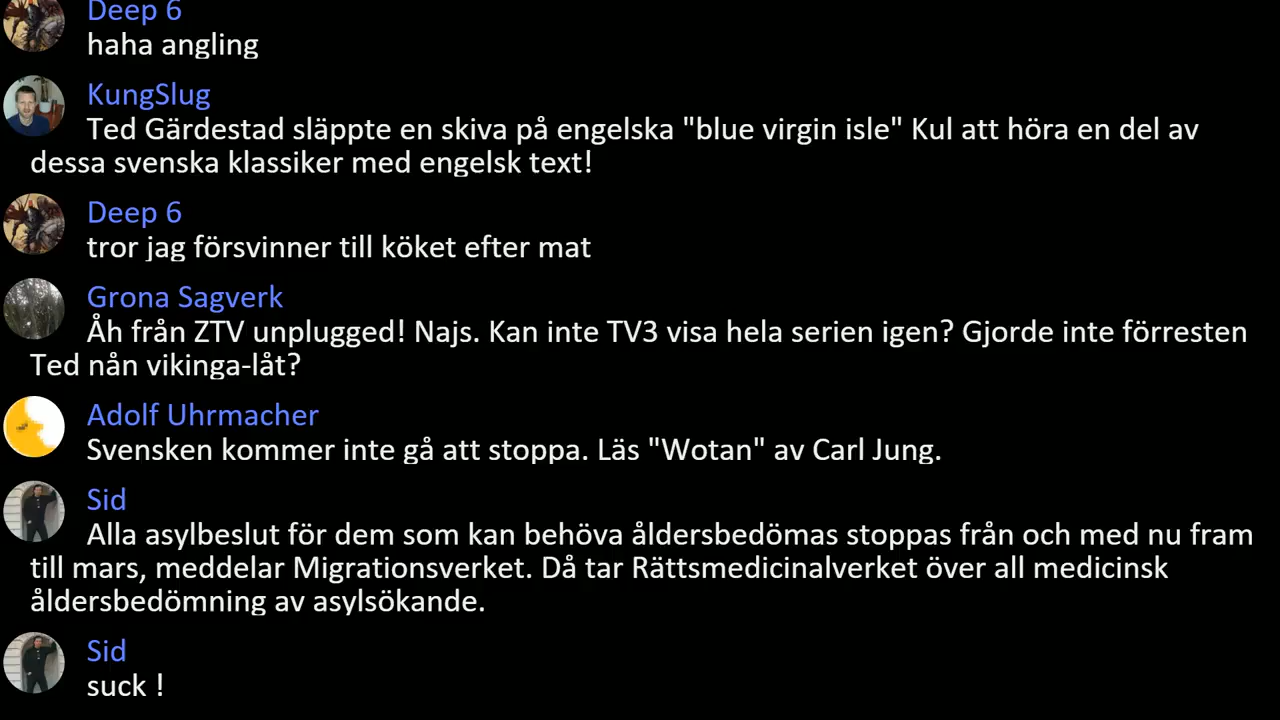 Deep 6
haha angling
KungSlug
Ted Gärdestad släppte en skiva på engelska "blue virgin isle" Kul att höra en del av
dessa svenska klassiker med engelsk text!
Deep 6
tror jag försvinner till köket efter mat
Grona Sagverk
Åh från ZTV unplugged! Najs. Kan inte TV3 visa hela serien igen? Gjorde inte förresten
Ted nån vikinga-låt?
Adolf Uhrmacher
Svensken kommer inte gå att stoppa. Läs "Wotan" av Carl Jung.
Sid
Alla asylbeslut för dem som kan behöva åldersbedömas stoppas från och med nu fram
till mars, meddelar Migrationsverket. Då tar Rättsmedicinalverket över all medicinsk
åldersbedömning av asylsökande.
Sid
suck !